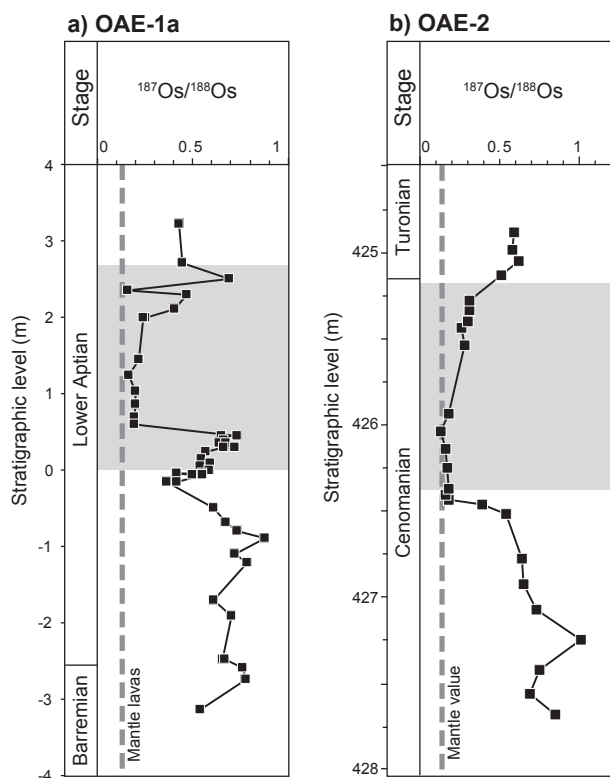 a) OAE-1a
Stage
187Os/188Os
0 0.5 1
4
3
2
1
0
-1
-2
-3
-4
Stratigraphic level (m)
Lower Aptian
Barremian
Mantle lavas
b) OAE-2
Stage
187Os/188Os
0 0.5 1
425
426
427
428
Stratigraphic level (m)
Turonian
Cenomanian
Mantle value